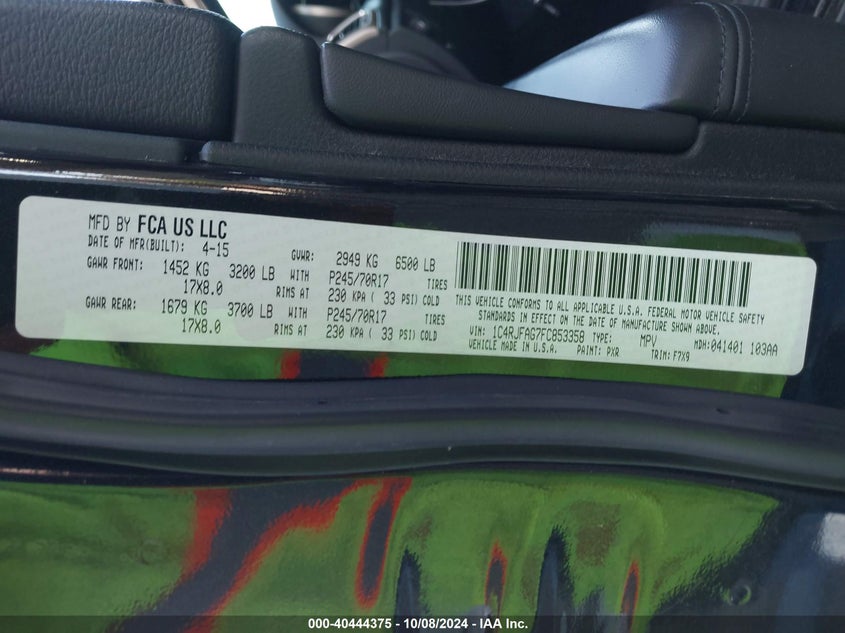 MFD BY FCA US LLC
DATE OF MFR(BUILT): 4-15 GVWR: 2949 KG 6500 LB
GAWR FRONT: 1452 KG 3200 LB WITH P245/70R17 TIRES
17X8.0 RIMS AT 230 KPA ( 33 PSI) COLD
GAWR REAR: 1679 KG 3700 LB WITH P245/70R17 TIRES
17X8.0 RIMS AT 230 KPA ( 33 PSI) COLD
THIS VEHICLE CONFORMS TO ALL APPLICABLE U.S.A. FEDERAL MOTOR VEHICLE SAFETY
STANDARDS IN EFFECT ON THE DATE OF MANUFACTURE SHOWN ABOVE.
VIN: 1C4RJFAG7FC853358 TYPE: MPV MDH:041401 103AA
VEHICLE MADE IN U.S.A. PAINT: PXR TRIM: F7X9
000-40444375 - 10/08/2024 - IAA Inc.